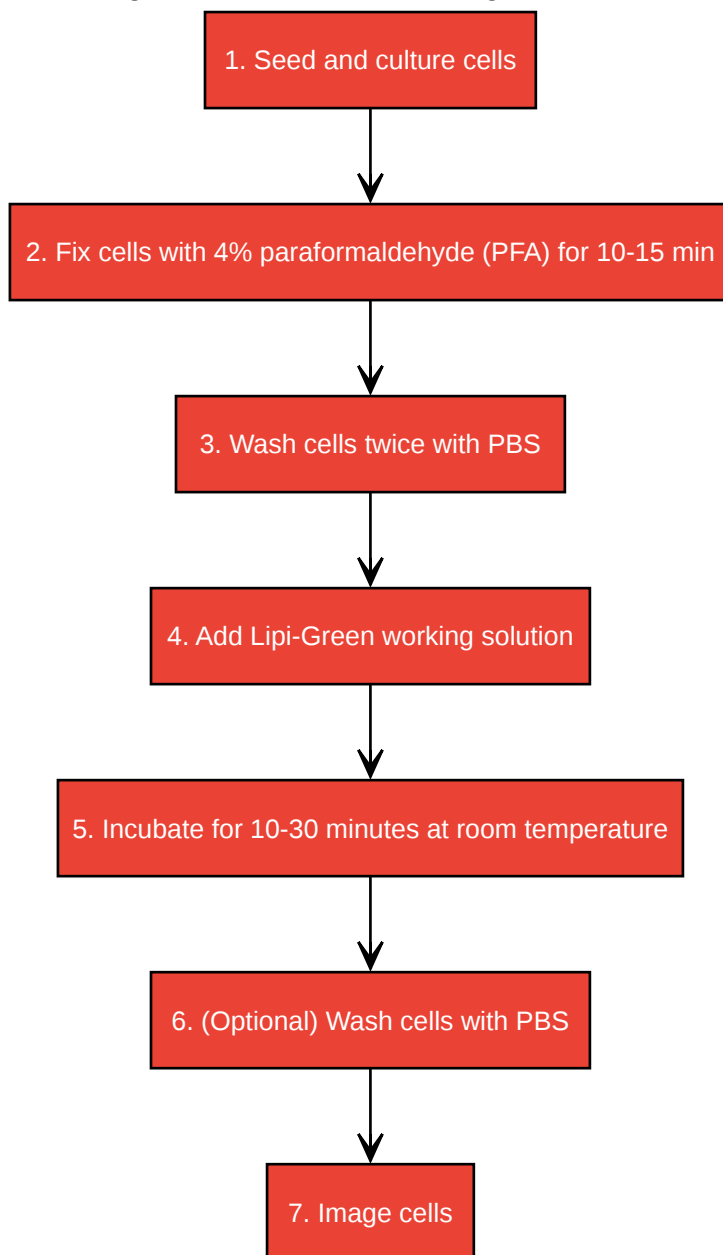 1. Seed and culture cells
2. Fix cells with 4% paraformaldehyde (PFA) for 10-15 min
3. Wash cells twice with PBS
4. Add Lipi-Green working solution
5. Incubate for 10-30 minutes at room temperature
6. (Optional) Wash cells with PBS
7. Image cells